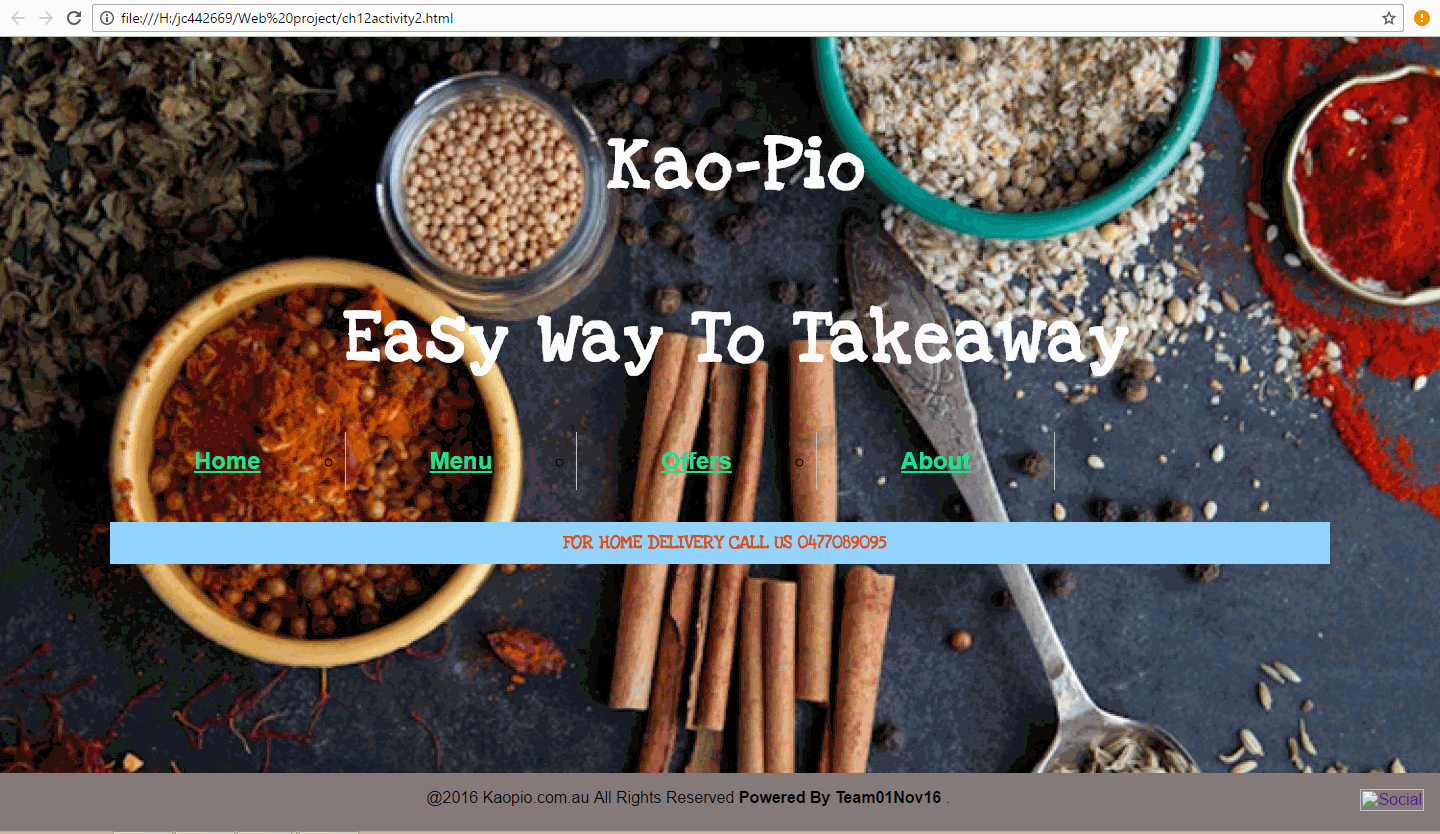 file:///H:/jc442669/Web%20project/ch12activity2.html
Kao-Pio
Easy Way To Takeaway
Home Menu Offers About
FOR HOME DELIVERY CALL US 0477089095
@2016 Kaopio.com.au All Rights Reserved Powered By Team01Nov16 .
Social